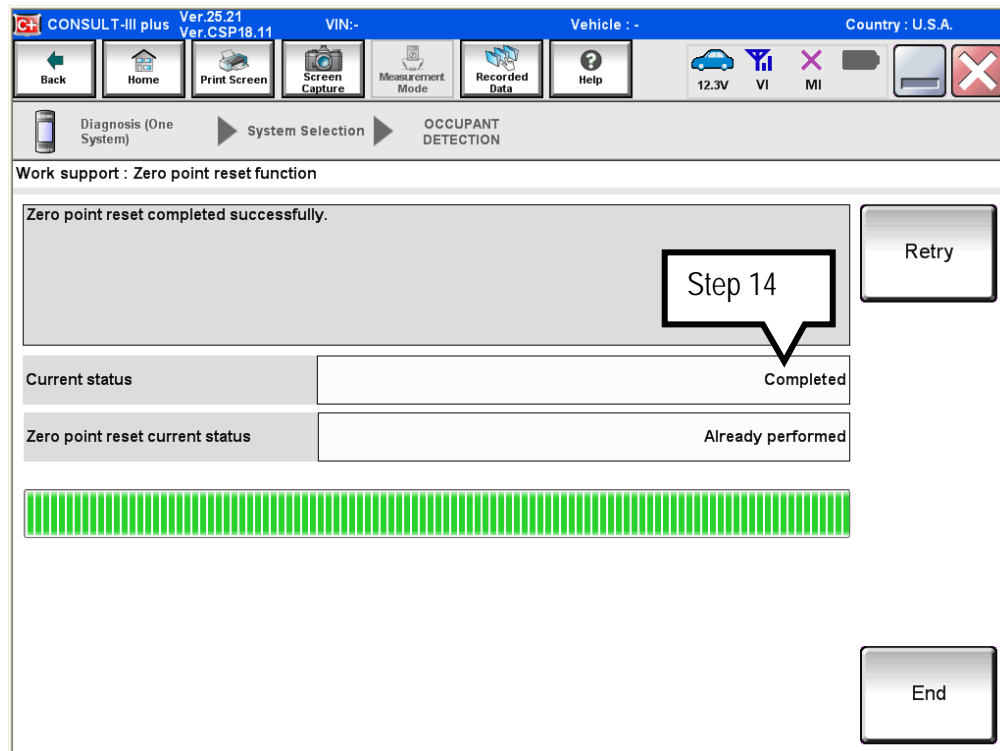 C+ CONSULT-III plus Ver.25.21 VIN:- Vehicle : - Country : U.S.A.
Ver.CSP18.11
Back Home Print Screen Screen Capture Measurement Mode Recorded Data Help 12.3V VI MI
Diagnosis (One System) System Selection OCCUPANT DETECTION
Work support : Zero point reset function
Zero point reset completed successfully.
Retry
Step 14
Current status Completed
Zero point reset current status Already performed
End